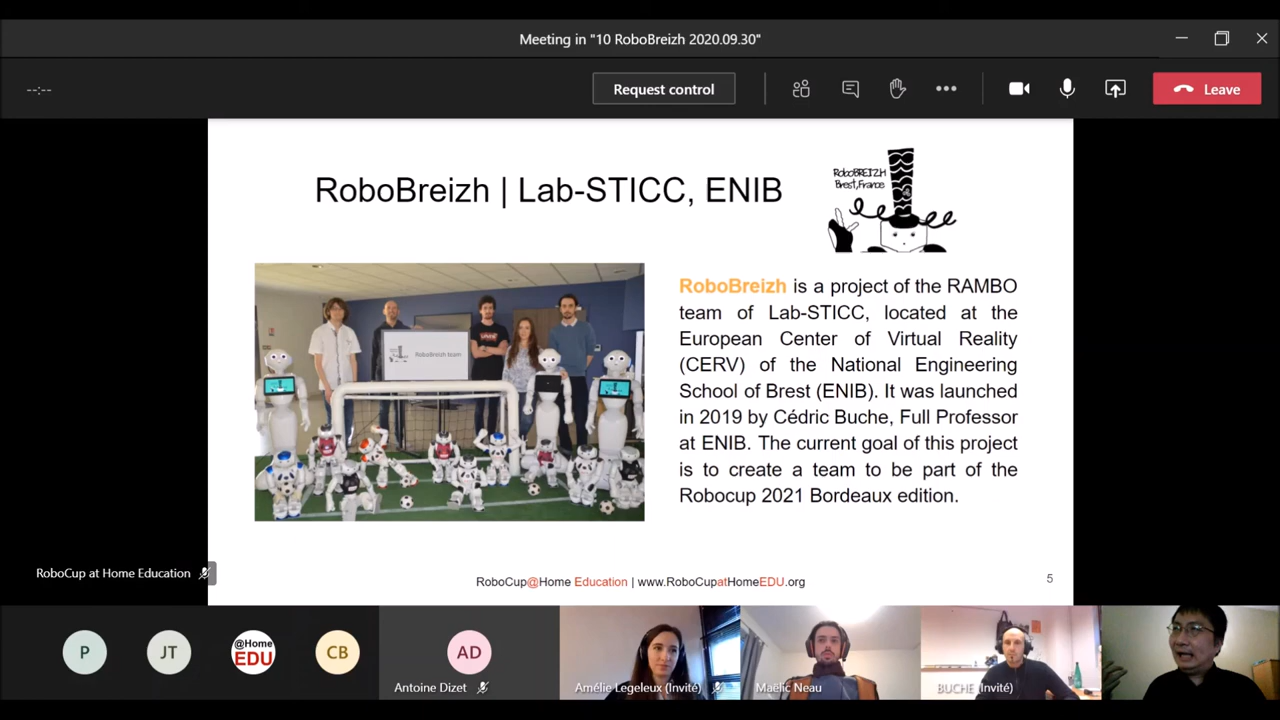 Meeting in "10 RoboBreizh 2020.09.30"
--:--
Request control
Leave
RoboBreizh | Lab-STICC, ENIB
RoboBREIZH
Brest, France
RoboBreizh team
RoboBreizh is a project of the RAMBO
team of Lab-STICC, located at the
European Center of Virtual Reality
(CERV) of the National Engineering
School of Brest (ENIB). It was launched
in 2019 by Cédric Buche, Full Professor
at ENIB. The current goal of this project
is to create a team to be part of the
Robocup 2021 Bordeaux edition.
RoboCup at Home Education
RoboCup@Home Education | www.RoboCupatHomeEDU.org
5
P
JT
@Home
EDU
CB
AD
Antoine Dizet
Amélie Legeleux (Invité)
Maëlic Neau
BUCHE (Invité)